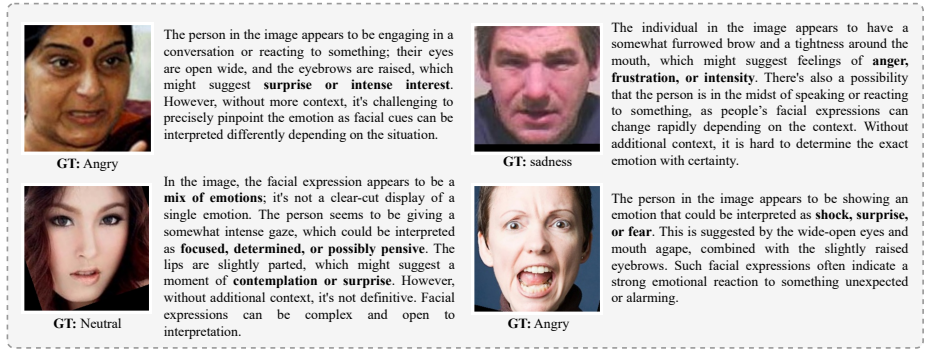 The person in the image appears to be engaging in a
conversation or reacting to something; their eyes
are open wide, and the eyebrows are raised, which
might suggest surprise or intense interest.
However, without more context, it's challenging to
precisely pinpoint the emotion as facial cues can be
interpreted differently depending on the situation.
GT: Angry
The individual in the image appears to have a
somewhat furrowed brow and a tightness around the
mouth, which might suggest feelings of anger,
frustration, or intensity. There's also a possibility
that the person is in the midst of speaking or reacting
to something, as people's facial expressions can
change rapidly depending on the context. Without
additional context, it is hard to determine the exact
emotion with certainty.
GT: sadness
In the image, the facial expression appears to be a
mix of emotions; it's not a clear-cut display of a
single emotion. The person seems to be giving a
somewhat intense gaze, which could be interpreted
as focused, determined, or possibly pensive. The
lips are slightly parted, which might suggest a
moment of contemplation or surprise. However,
without additional context, it's not definitive. Facial
expressions can be complex and open to
interpretation.
GT: Neutral
The person in the image appears to be showing an
emotion that could be interpreted as shock, surprise,
or fear. This is suggested by the wide-open eyes and
mouth agape, combined with the slightly raised
eyebrows. Such facial expressions often indicate a
strong emotional reaction to something unexpected
or alarming.
GT: Angry